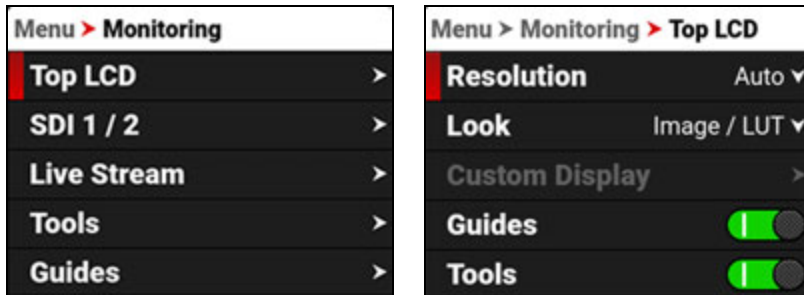 Menu > Monitoring
Top LCD >
SDI 1 / 2 >
Live Stream >
Tools >
Guides >
Menu > Monitoring > Top LCD
Resolution Auto
Look Image / LUT
Custom Display >
Guides
Tools